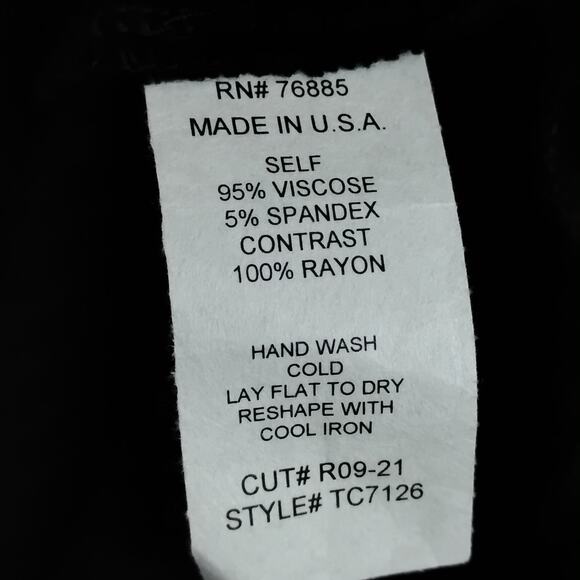 RN# 76885
MADE IN U.S.A.
SELF
95% VISCOSE
5% SPANDEX
CONTRAST
100% RAYON
HAND WASH
COLD
LAY FLAT TO DRY
RESHAPE WITH
COOL IRON
CUT# R09-21
STYLE# TC7126